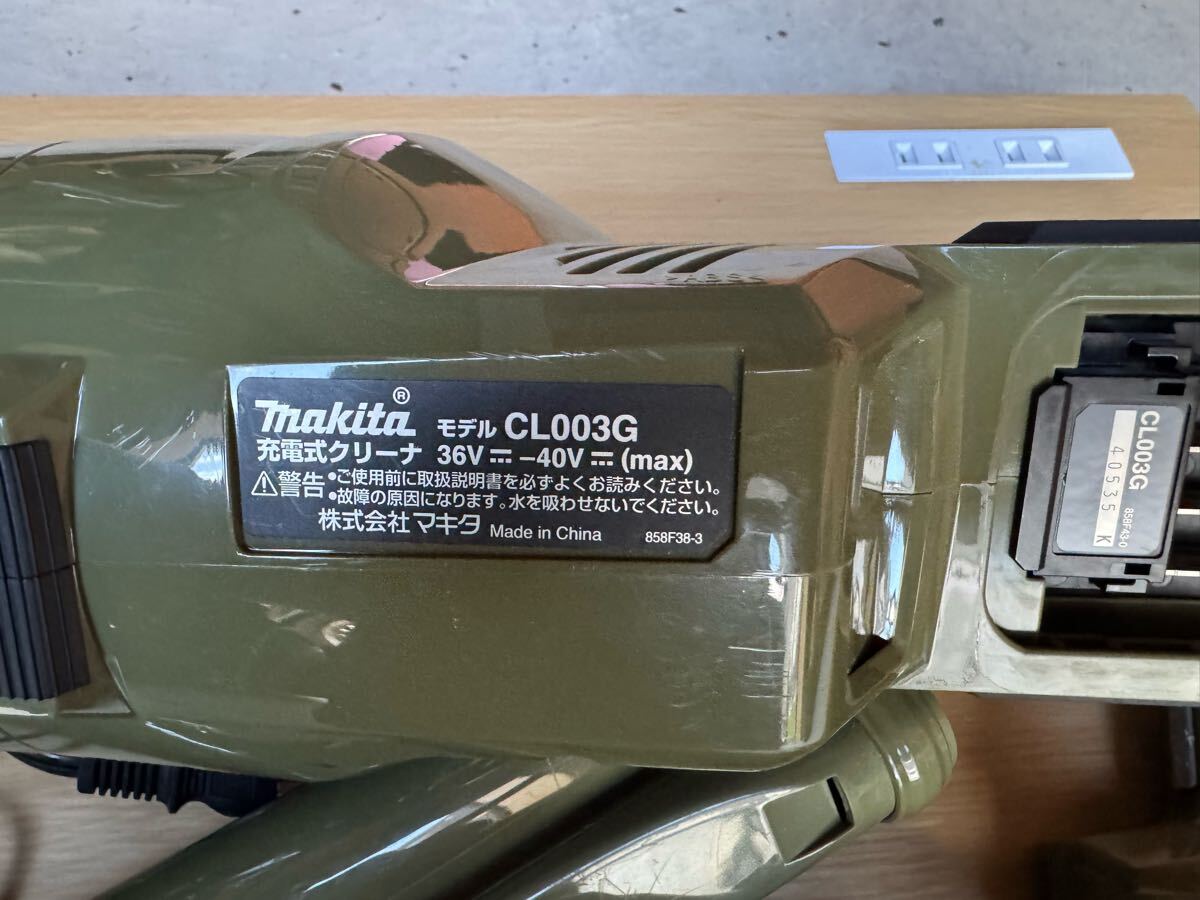 makita® モデル CL003G
充電式クリーナ 36V⎓–40V⎓(max)
⚠警告 •ご使用前に取扱説明書を必ずよくお読みください。
•故障の原因になります。水を吸わせないでください。
株式会社マキタ Made in China 858F38-3
CL003G
40535 K
858F43-0